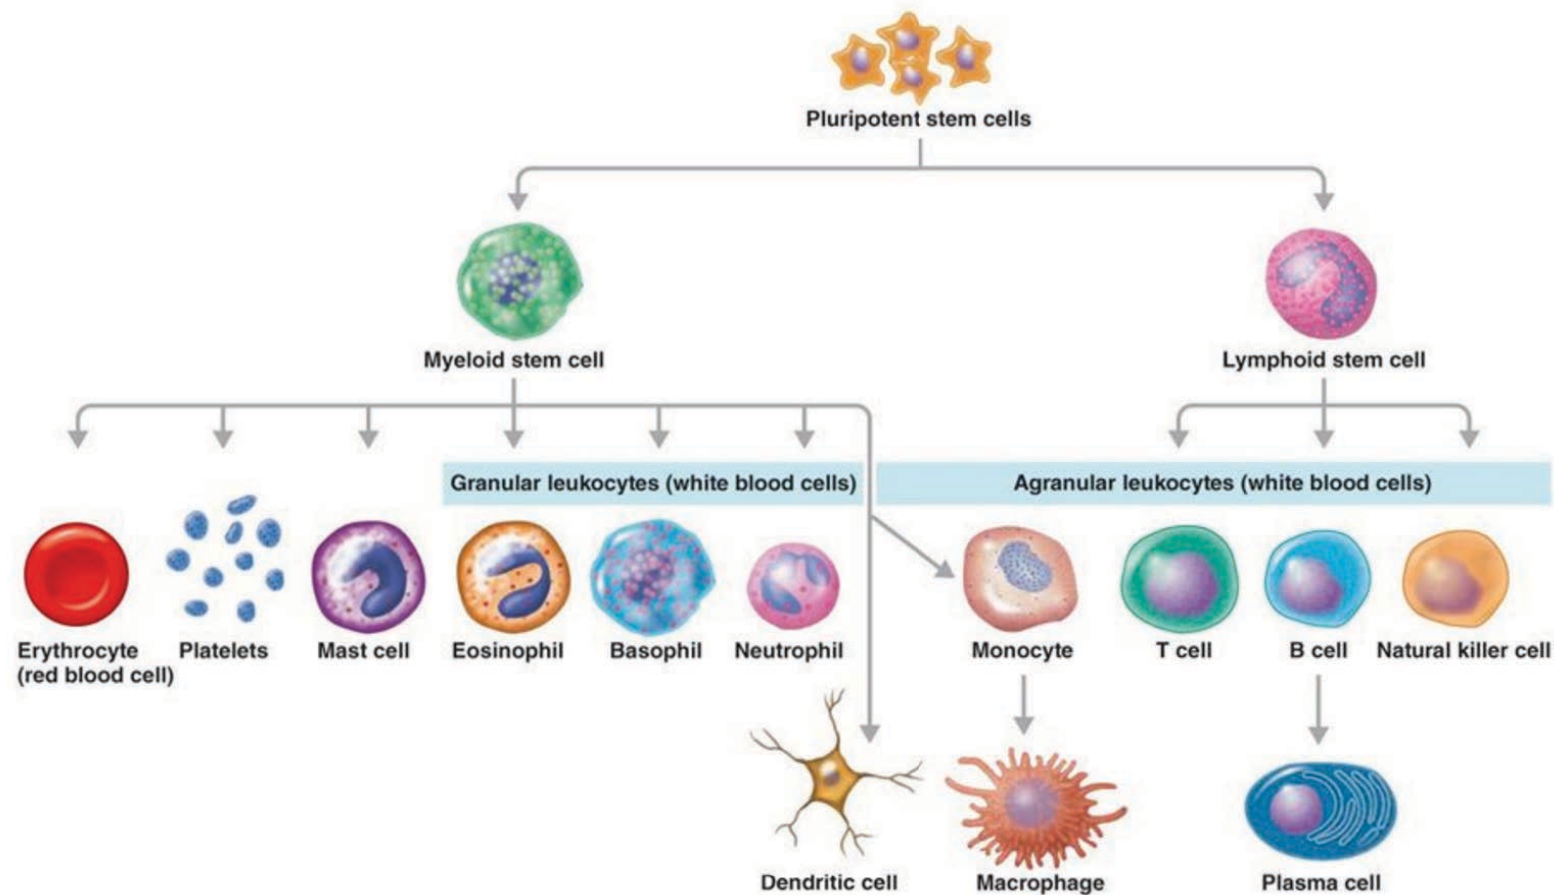 Pluripotent stem cells
Myeloid stem cell
Lymphoid stem cell
Granular leukocytes (white blood cells)
Agranular leukocytes (white blood cells)
Erythrocyte
(red blood cell)
Platelets
Mast cell
Eosinophil
Basophil
Neutrophil
Monocyte
T cell
B cell
Natural killer cell
Dendritic cell
Macrophage
Plasma cell